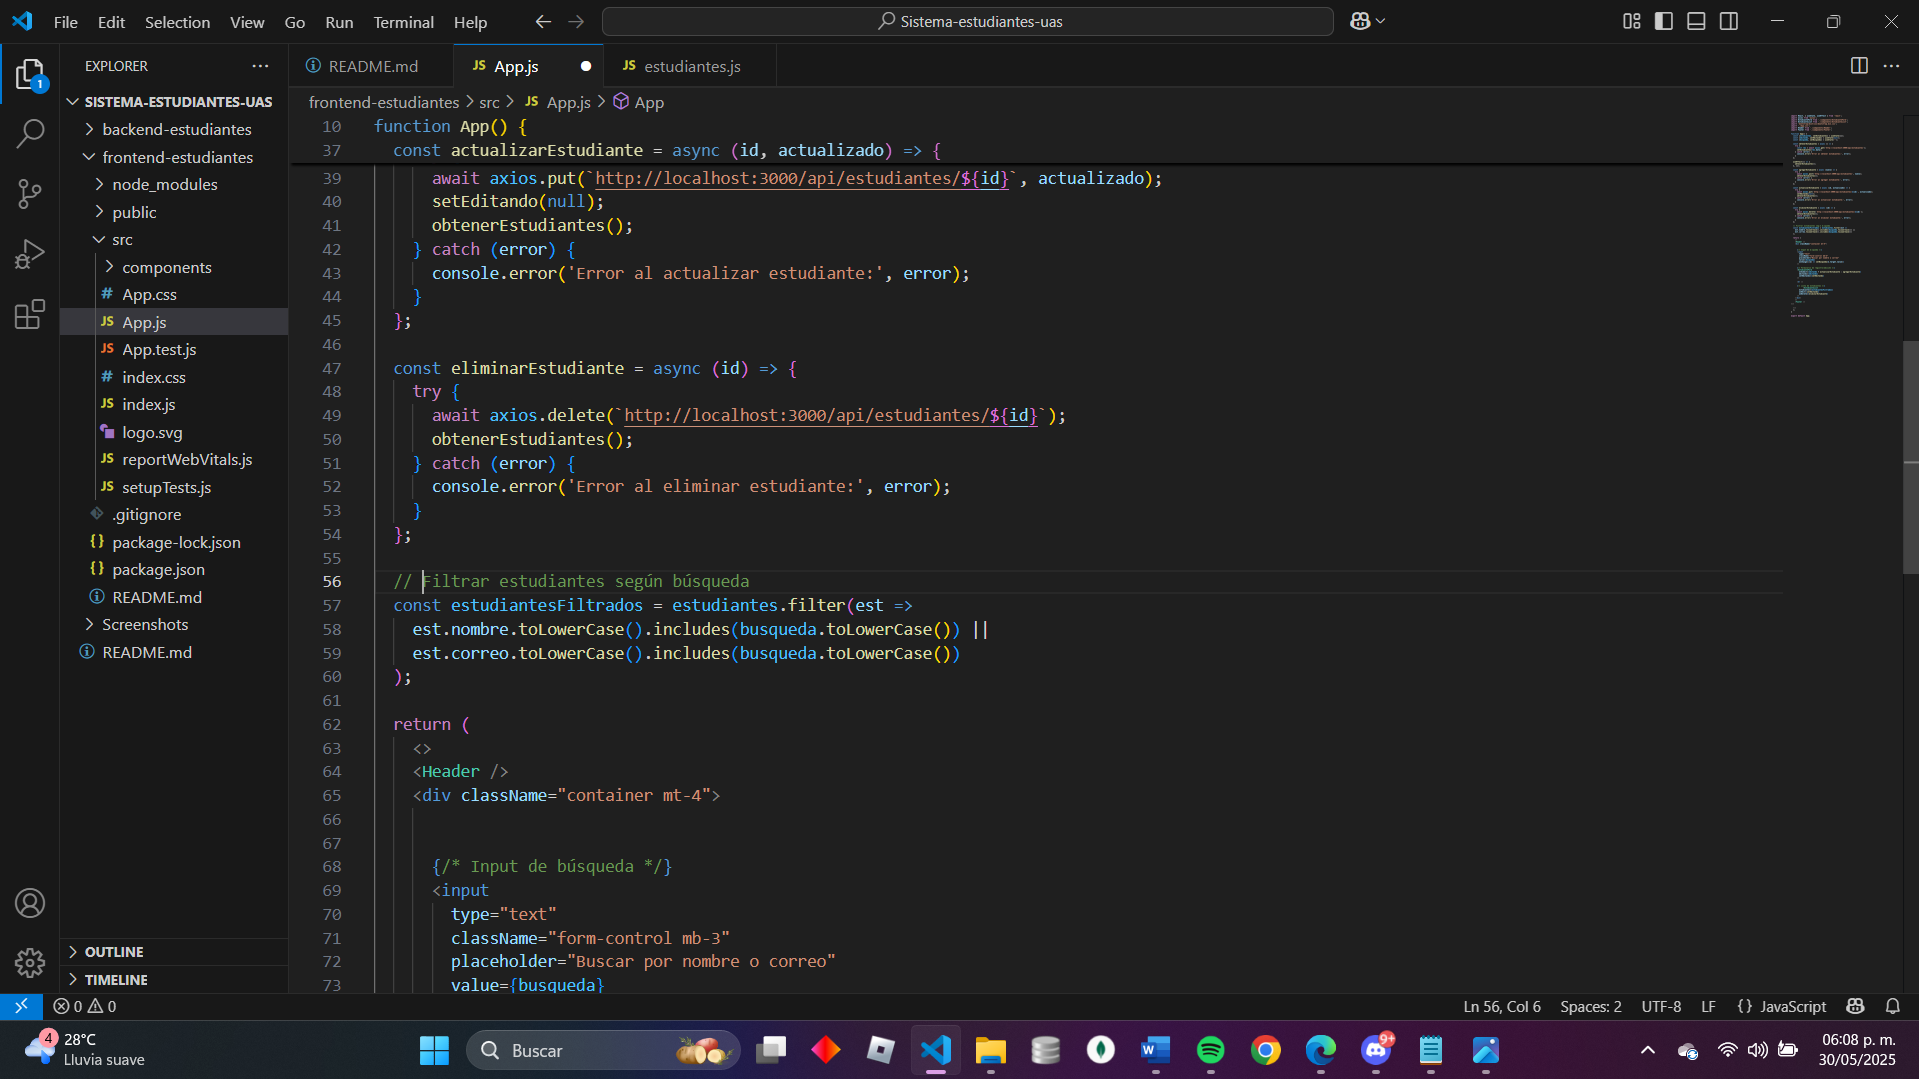 File Edit Selection View Go Run Terminal Help
Sistema-estudiantes-uas
1
EXPLORER
SISTEMA-ESTUDIANTES-UAS
backend-estudiantes
frontend-estudiantes
node_modules
public
src
components
# App.css
JS App.js
JS App.test.js
# index.css
JS index.js
logo.svg
JS reportWebVitals.js
JS setupTests.js
.gitignore
{} package-lock.json
{} package.json
README.md
Screenshots
README.md
OUTLINE
TIMELINE
README.md
JS App.js
JS estudiantes.js
frontend-estudiantes > src > JS App.js > App
10 function App() {
37 const actualizarEstudiante = async (id, actualizado) => {
39 await axios.put(`http://localhost:3000/api/estudiantes/${id}`, actualizado);
40 setEditando(null);
41 obtenerEstudiantes();
42 } catch (error) {
43 console.error('Error al actualizar estudiante:', error);
44 }
45 };
46
47 const eliminarEstudiante = async (id) => {
48 try {
49 await axios.delete(`http://localhost:3000/api/estudiantes/${id}`);
50 obtenerEstudiantes();
51 } catch (error) {
52 console.error('Error al eliminar estudiante:', error);
53 }
54 };
55
56 // Filtrar estudiantes según búsqueda
57 const estudiantesFiltrados = estudiantes.filter(est =>
58 est.nombre.toLowerCase().includes(busqueda.toLowerCase()) ||
59 est.correo.toLowerCase().includes(busqueda.toLowerCase())
60 );
61
62 return (
63 <>
64 <Header />
65 <div className="container mt-4">
66
67
68 {/* Input de búsqueda */}
69 <input
70 type="text"
71 className="form-control mb-3"
72 placeholder="Buscar por nombre o correo"
73 value={busqueda}
0 0
Ln 56, Col 6 Spaces: 2 UTF-8 LF {} JavaScript
4
28°C
Lluvia suave
Buscar
W
9+
06:08 p. m.
30/05/2025